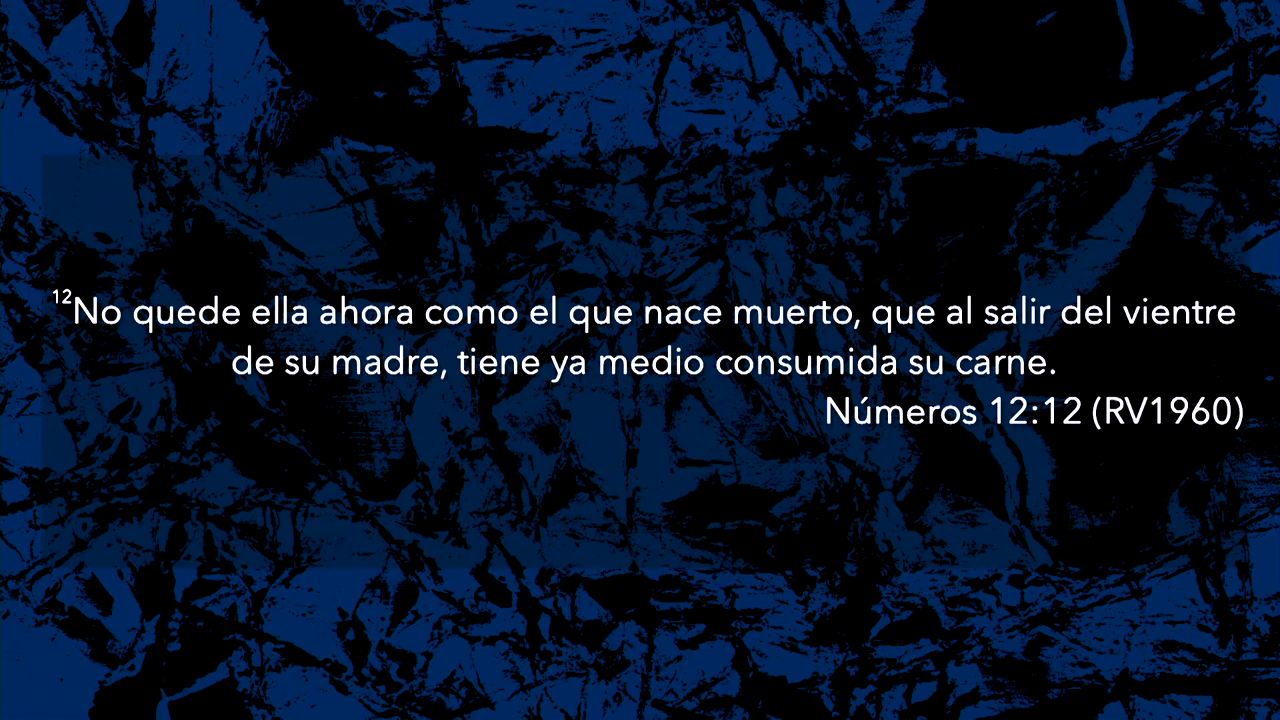 12No quede ella ahora como el que nace muerto, que al salir del vientre
de su madre, tiene ya medio consumida su carne.
Números 12:12 (RV1960)